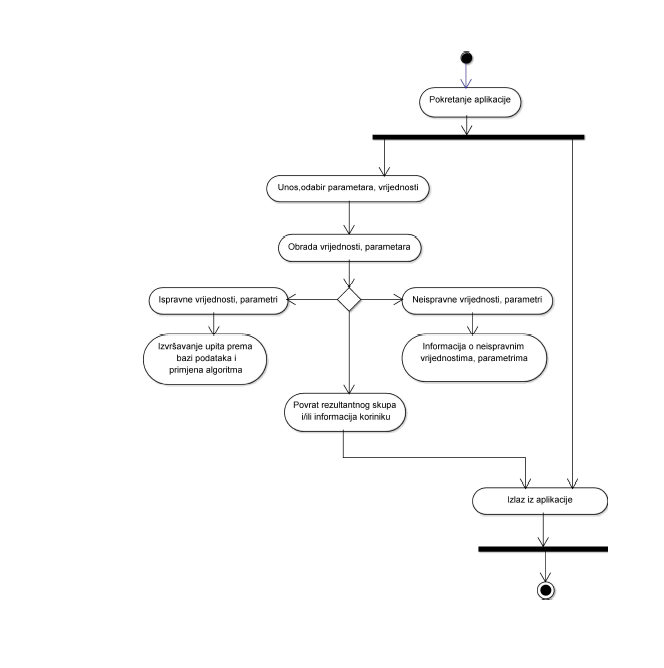 Pokretanje aplikacije
Unos,odabir parametara, vrijednosti
Obrada vrijednosti, parametara
Ispravne vrijednosti, parametri
Neispravne vrijednosti, parametri
Izvršavanje upita prema
bazi podataka i
primjena algoritma
Informacija o neispravnim
vrijednostima, parametrima
Povrat rezultantnog skupa
i/ili informacija koriniku
Izlaz iz aplikacije